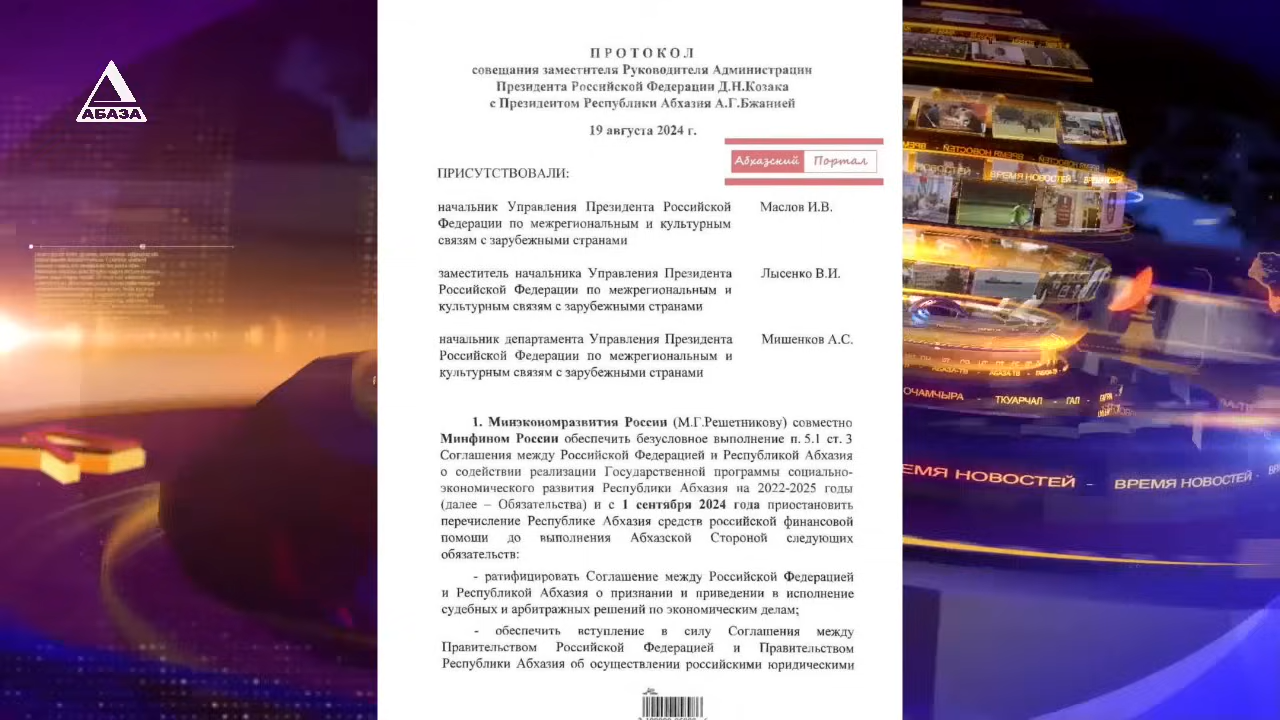 АБАЗА
П Р О Т О К О Л
совещания заместителя Руководителя Администрации
Президента Российской Федерации Д.Н.Козака
с Президентом Республики Абхазия А.Г.Бжанией
19 августа 2024 г.
Абхазский Портал
ПРИСУТСТВОВАЛИ:
начальник Управления Президента Российской
Федерации по межрегиональным и культурным
связям с зарубежными странами
Маслов И.В.
заместитель начальника Управления Президента
Российской Федерации по межрегиональным и
культурным связям с зарубежными странами
Лысенко В.И.
начальник департамента Управления Президента
Российской Федерации по межрегиональным и
культурным связям с зарубежными странами
Мишенков А.С.
1. Минэкономразвития России (М.Г.Решетникову) совместно
Минфином России обеспечить безусловное выполнение п. 5.1 ст. 3
Соглашения между Российской Федерацией и Республикой Абхазия
о содействии реализации Государственной программы социально-
экономического развития Республики Абхазия на 2022-2025 годы
(далее – Обязательства) и с 1 сентября 2024 года приостановить
перечисление Республике Абхазия средств российской финансовой
помощи до выполнения Абхазской Стороной следующих
обязательств:
- ратифицировать Соглашение между Российской Федерацией
и Республикой Абхазия о признании и приведении в исполнение
судебных и арбитражных решений по экономическим делам;
- обеспечить вступление в силу Соглашения между
Правительством Российской Федерацией и Правительством
Республики Абхазия об осуществлении российскими юридическими
ВРЕМЯ НОВОСТЕЙ -
АБАЗА-ТВ -
ОЧАМЧЫРА - ТКУАРЧАЛ - ГАЛ - ГАГРА
ЕМЯ НОВОСТЕЙ - ВРЕМЯ НОВОСТЕЙ -